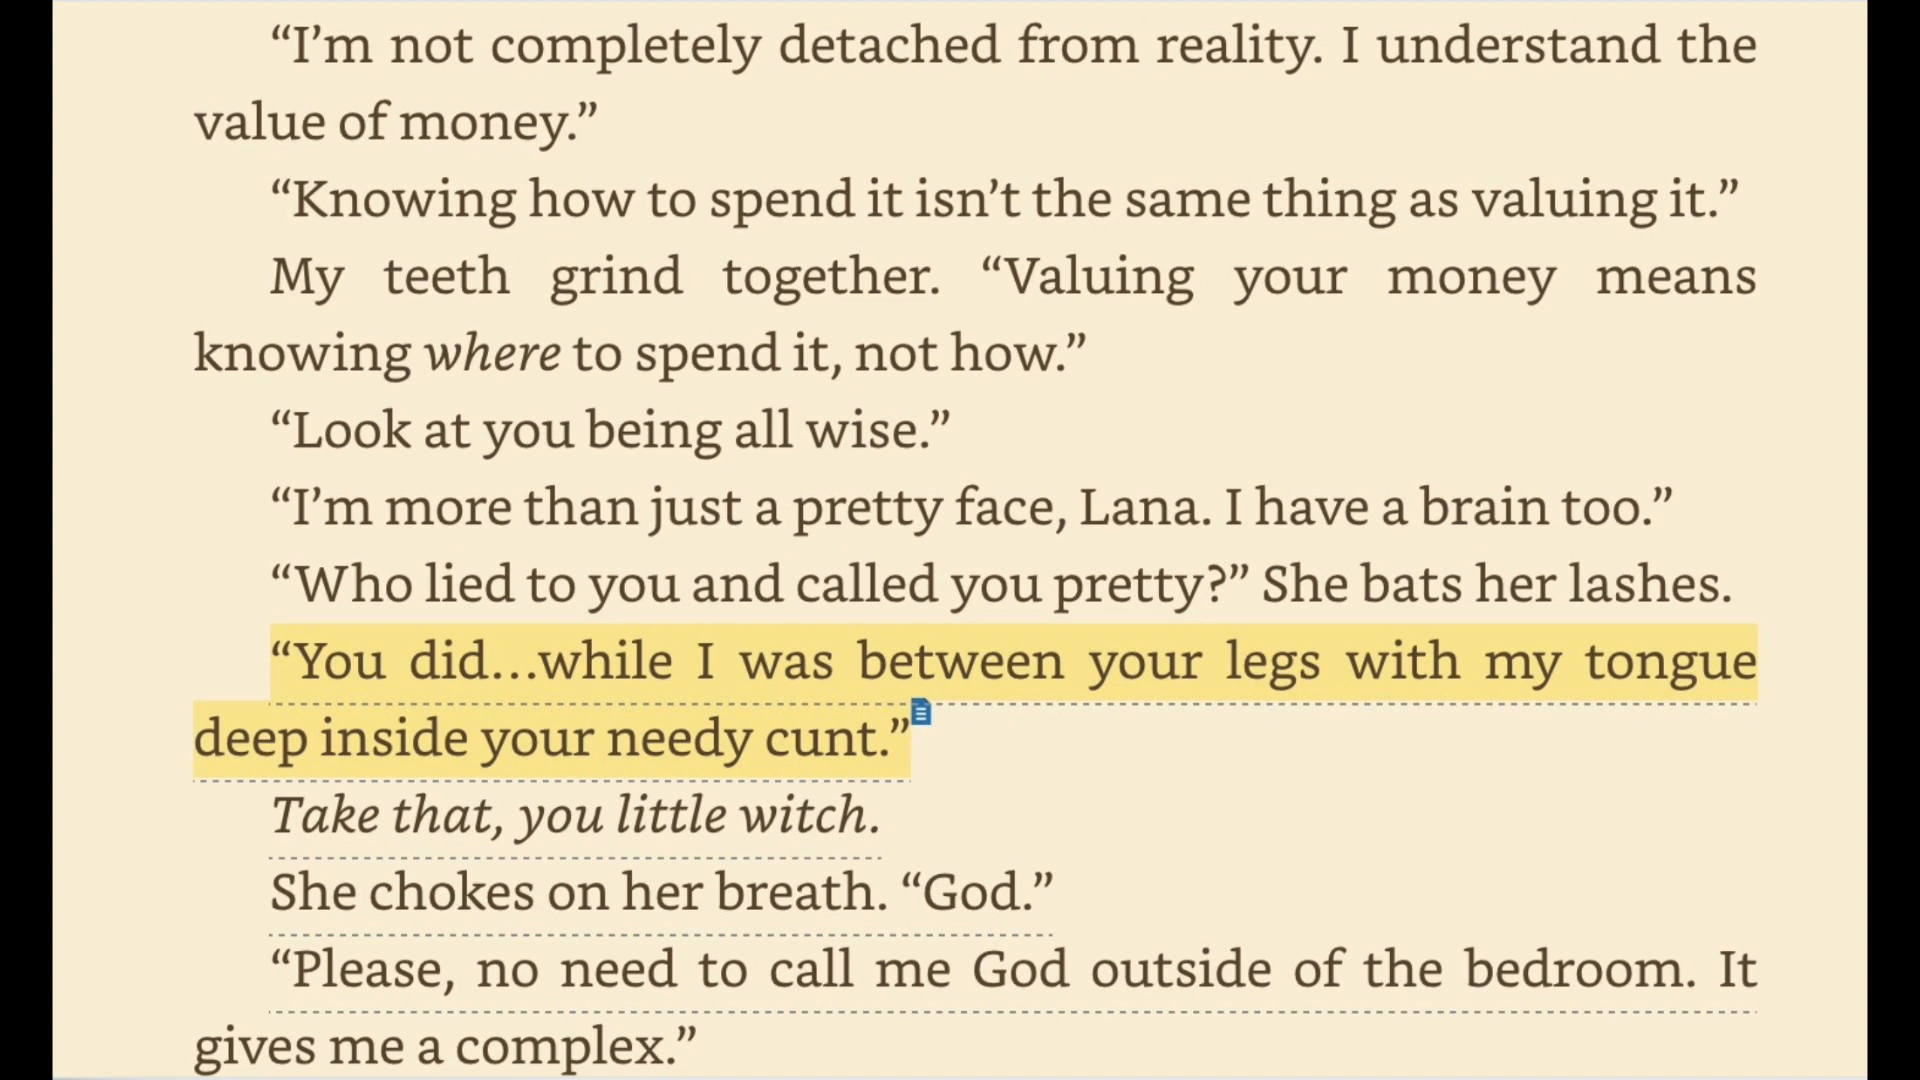 “I’m not completely detached from reality. I understand the
value of money.”
“Knowing how to spend it isn’t the same thing as valuing it.”
My teeth grind together. “Valuing your money means
knowing where to spend it, not how.”
“Look at you being all wise.”
“I’m more than just a pretty face, Lana. I have a brain too.”
“Who lied to you and called you pretty?” She bats her lashes.
“You did…while I was between your legs with my tongue
deep inside your needy cunt.”
Take that, you little witch.
She chokes on her breath. “God.”
“Please, no need to call me God outside of the bedroom. It
gives me a complex.”